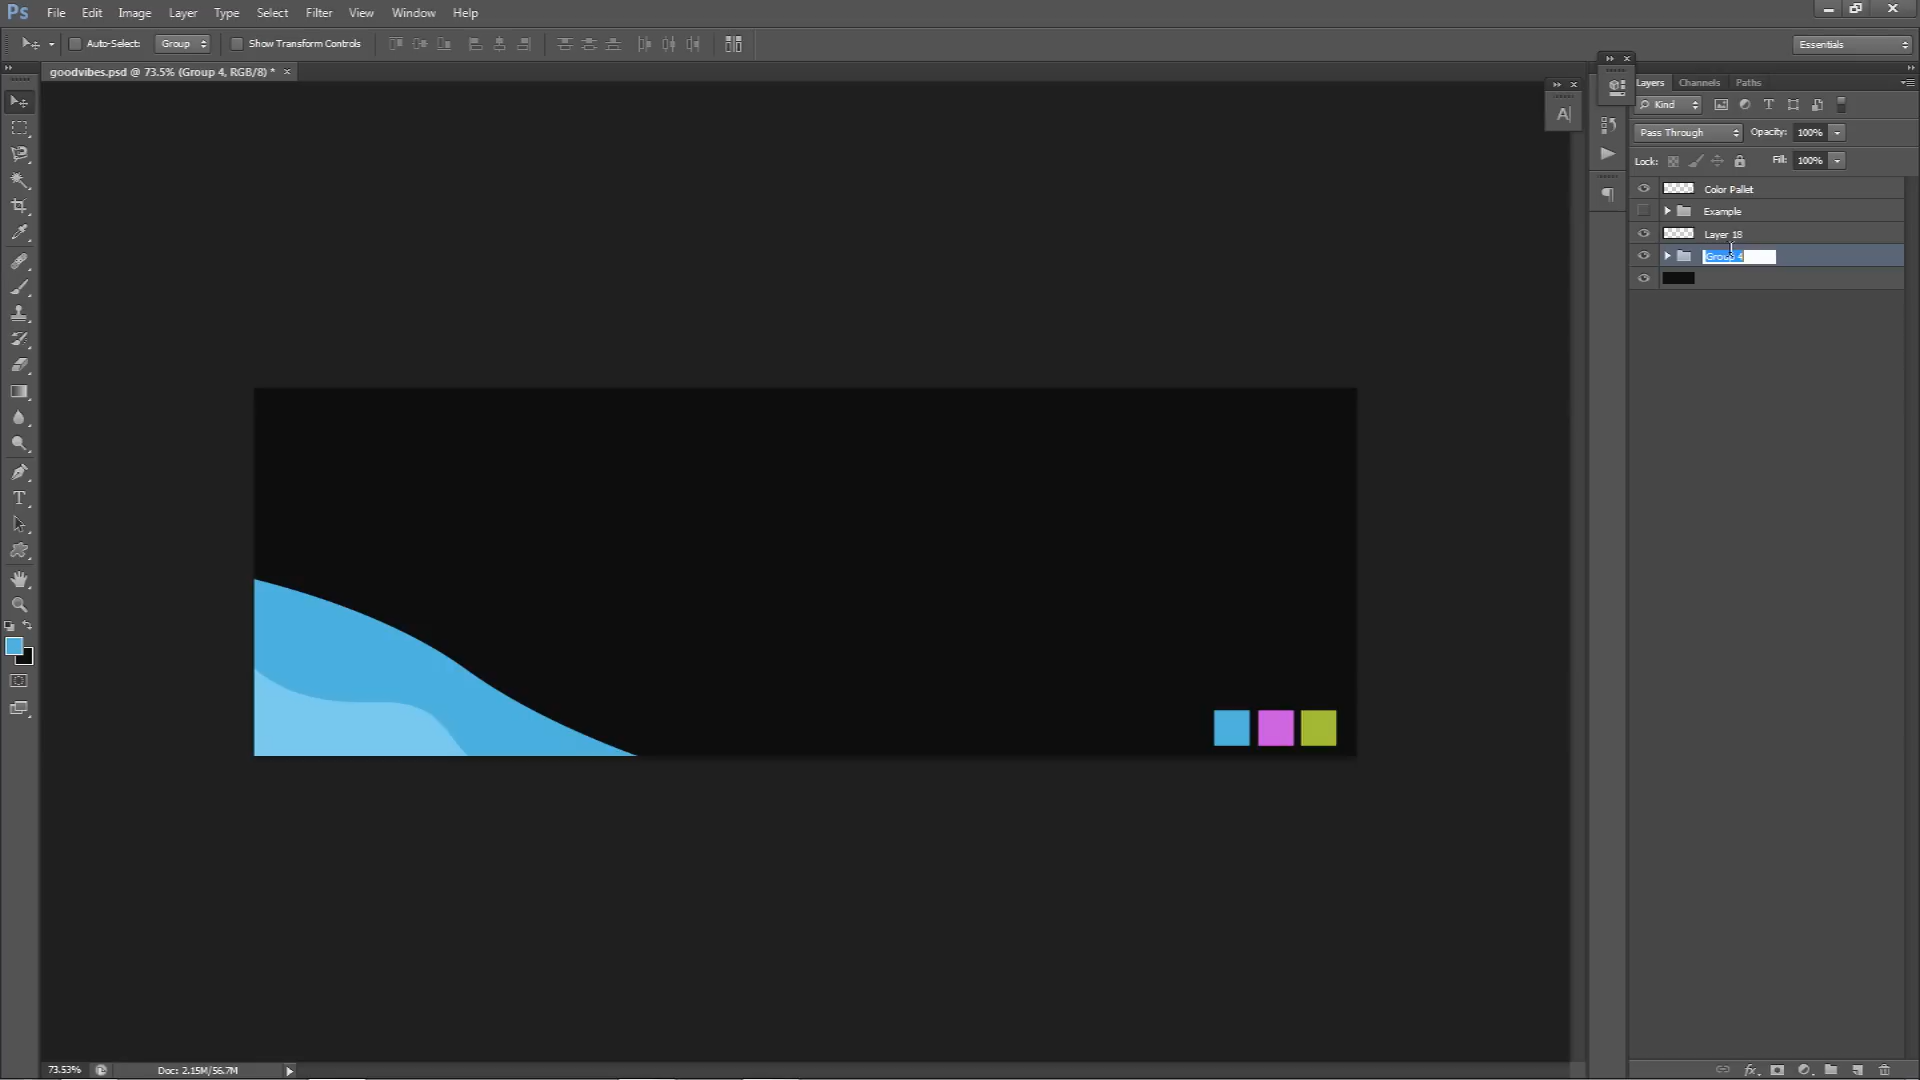 Ps File Edit Image Layer Type Select Filter View Window Help
Auto-Select: Group Show Transform Controls Essentials
goodvibes.psd @ 73.5% (Group 4, RGB/8) * ×
Layers Channels Paths
Kind
Pass Through Opacity: 100%
Lock: Fill: 100%
Color Pallet
Example
Layer 18
Group 4
73.53% Doc: 2.15M/56.7M